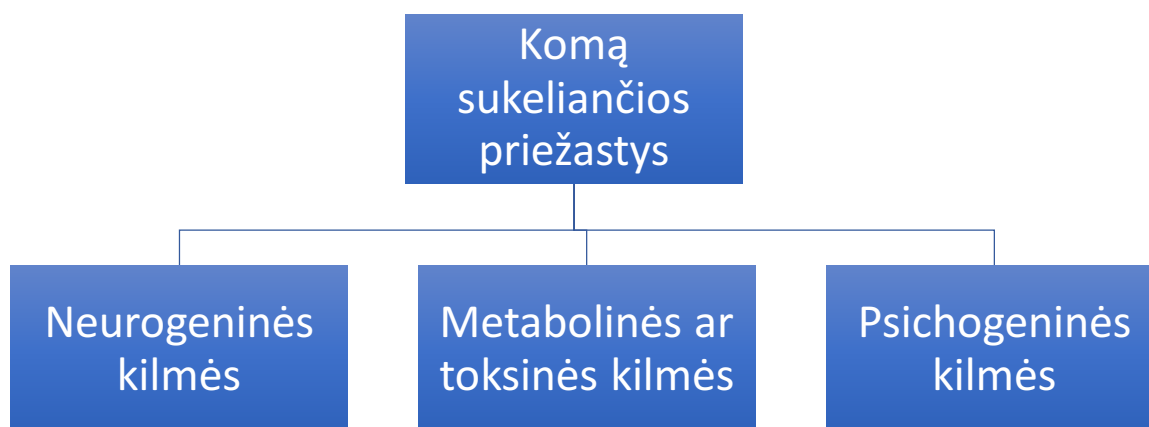 Komą
sukeliančios
priežastys
Neurogeninės
kilmės
Metabolinės ar
toksinės kilmės
Psichogeninės
kilmės